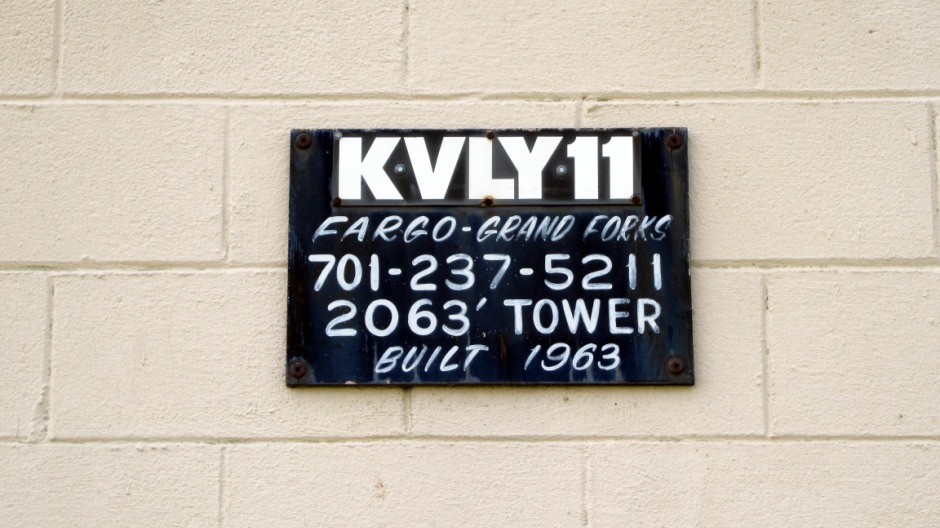 KVLY 11
FARGO-GRAND FORKS
701-237-5211
2063' TOWER
BUILT 1963